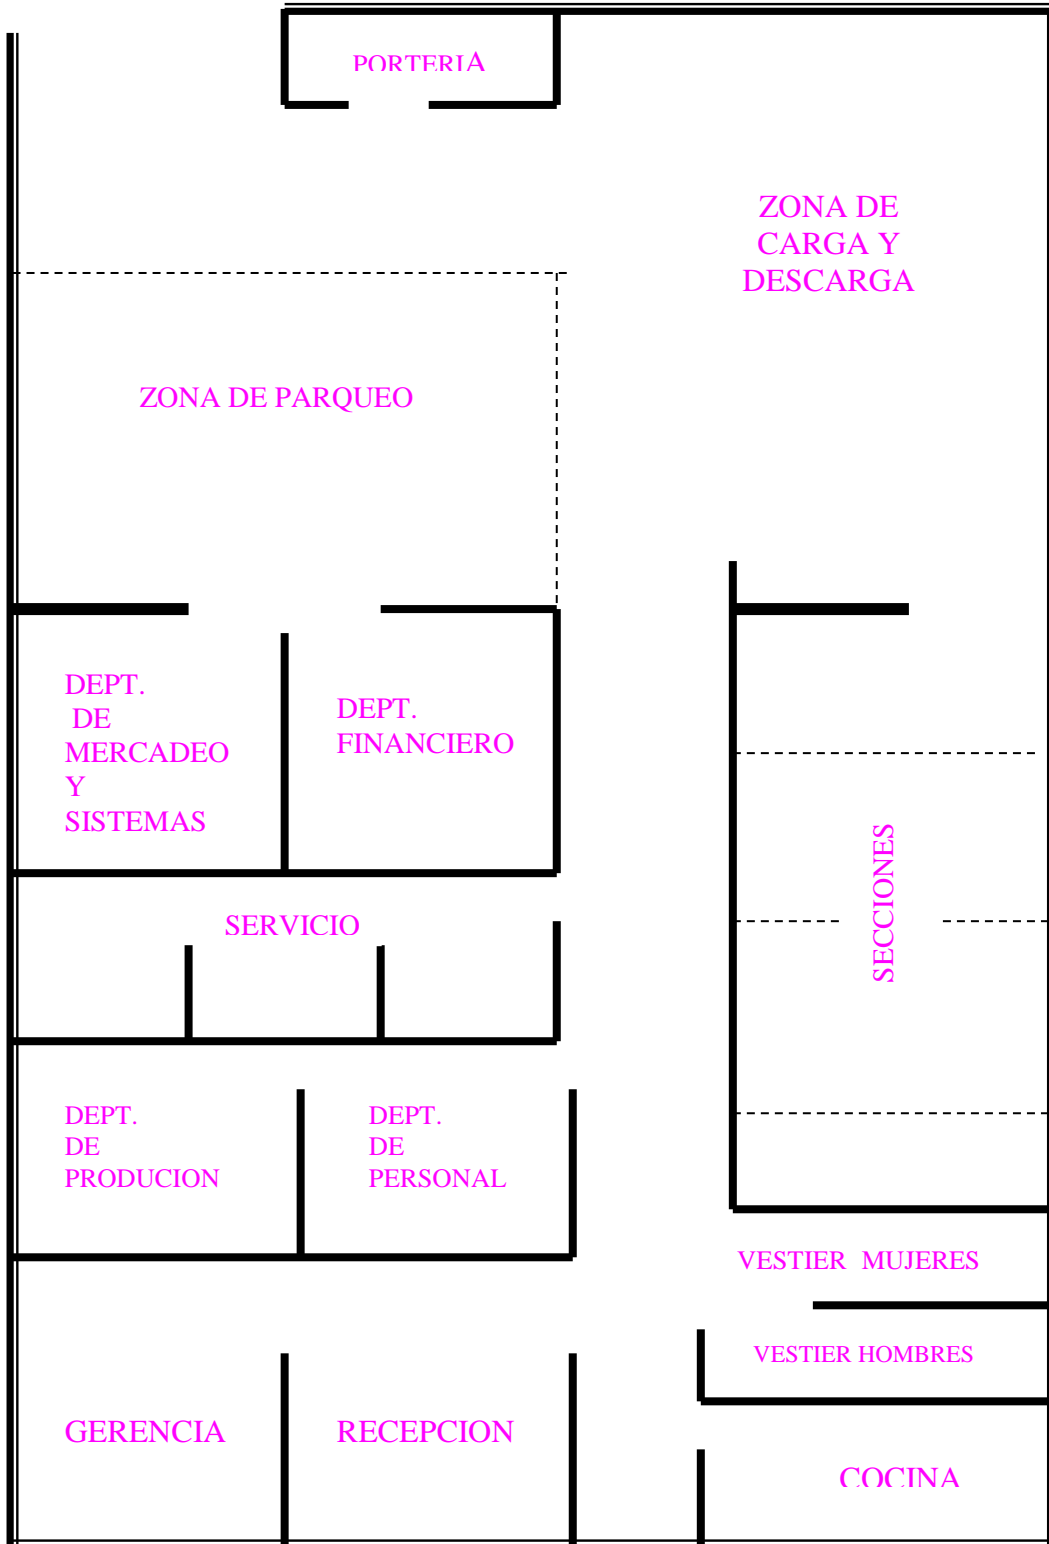 PORTERIA
ZONA DE
CARGA Y
DESCARGA
ZONA DE PARQUEO
DEPT.
DE
MERCADEO
Y
SISTEMAS
DEPT.
FINANCIERO
SERVICIO
SECCIONES
DEPT.
DE
PRODUCION
DEPT.
DE
PERSONAL
VESTIER MUJERES
VESTIER HOMBRES
GERENCIA
RECEPCION
COCINA